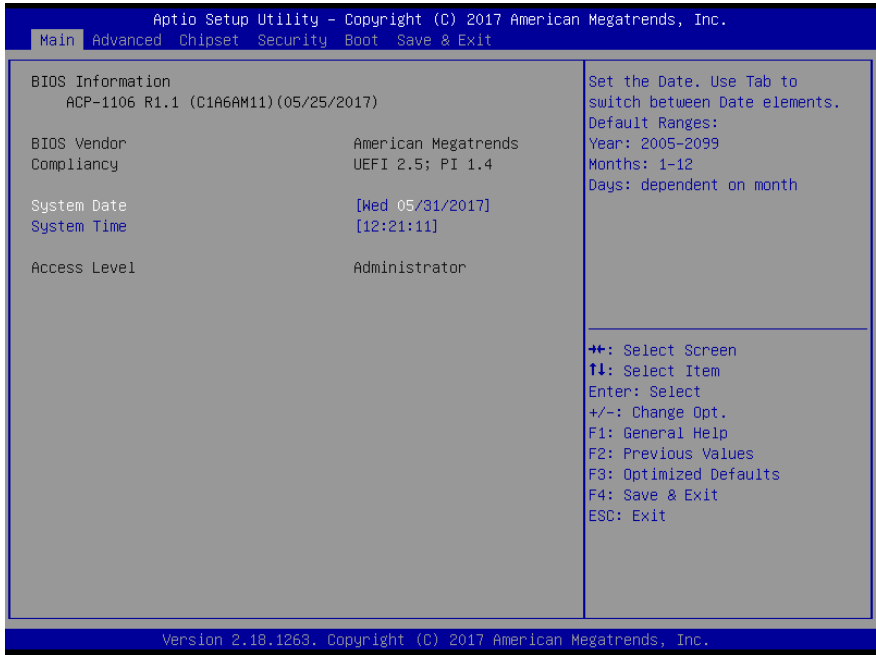 Aptio Setup Utility – Copyright (C) 2017 American Megatrends, Inc.
Main Advanced Chipset Security Boot Save & Exit
BIOS Information
ACP-1106 R1.1 (C1A6AM11)(05/25/2017)
BIOS Vendor American Megatrends
Compliancy UEFI 2.5; PI 1.4
System Date [Wed 05/31/2017]
System Time [12:21:11]
Access Level Administrator
Set the Date. Use Tab to
switch between Date elements.
Default Ranges:
Year: 2005-2099
Months: 1-12
Days: dependent on month
→←: Select Screen
↑↓: Select Item
Enter: Select
+/-: Change Opt.
F1: General Help
F2: Previous Values
F3: Optimized Defaults
F4: Save & Exit
ESC: Exit
Version 2.18.1263. Copyright (C) 2017 American Megatrends, Inc.